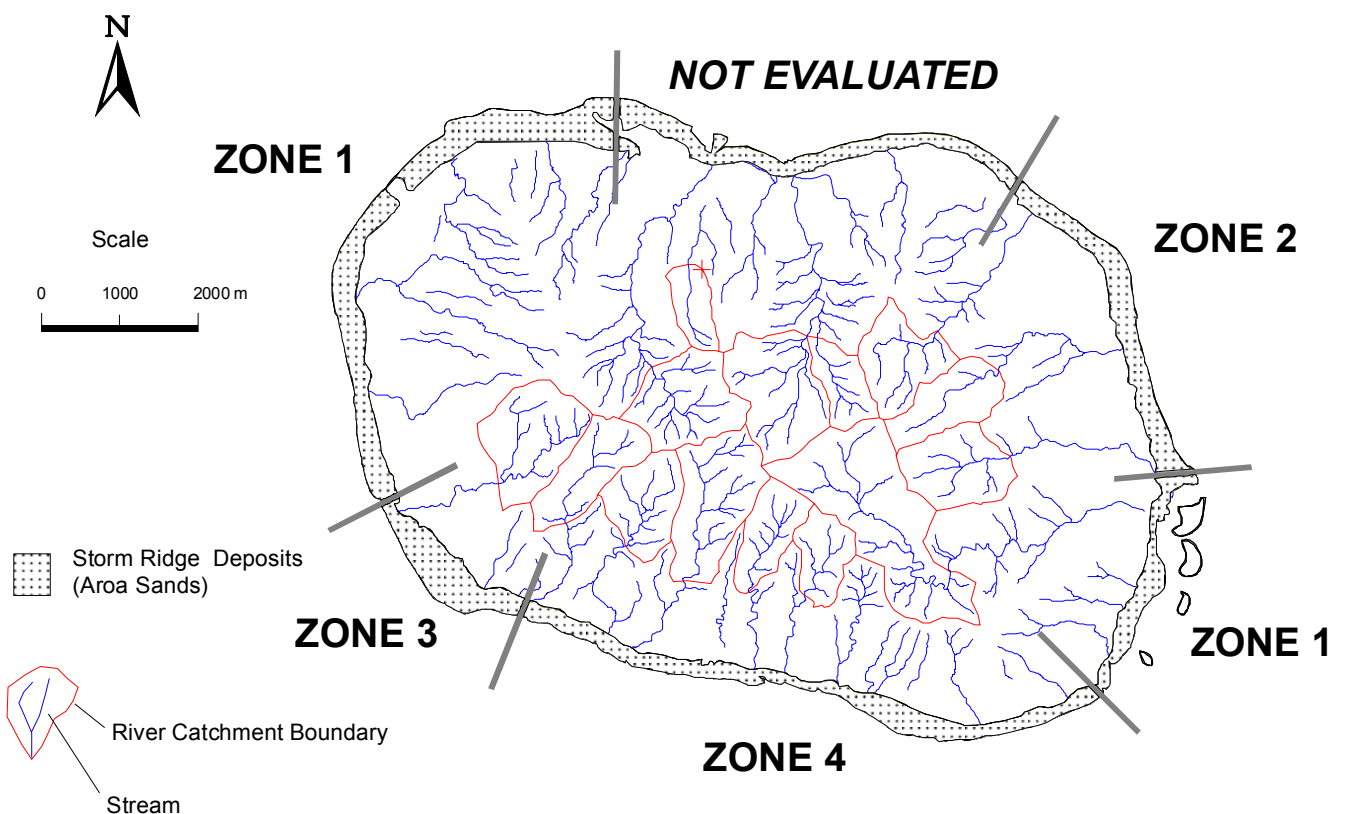 N
NOT EVALUATED
ZONE 1
ZONE 2
Scale
0 1000 2000 m
Storm Ridge Deposits
(Aroa Sands)
ZONE 3
ZONE 1
River Catchment Boundary
ZONE 4
Stream